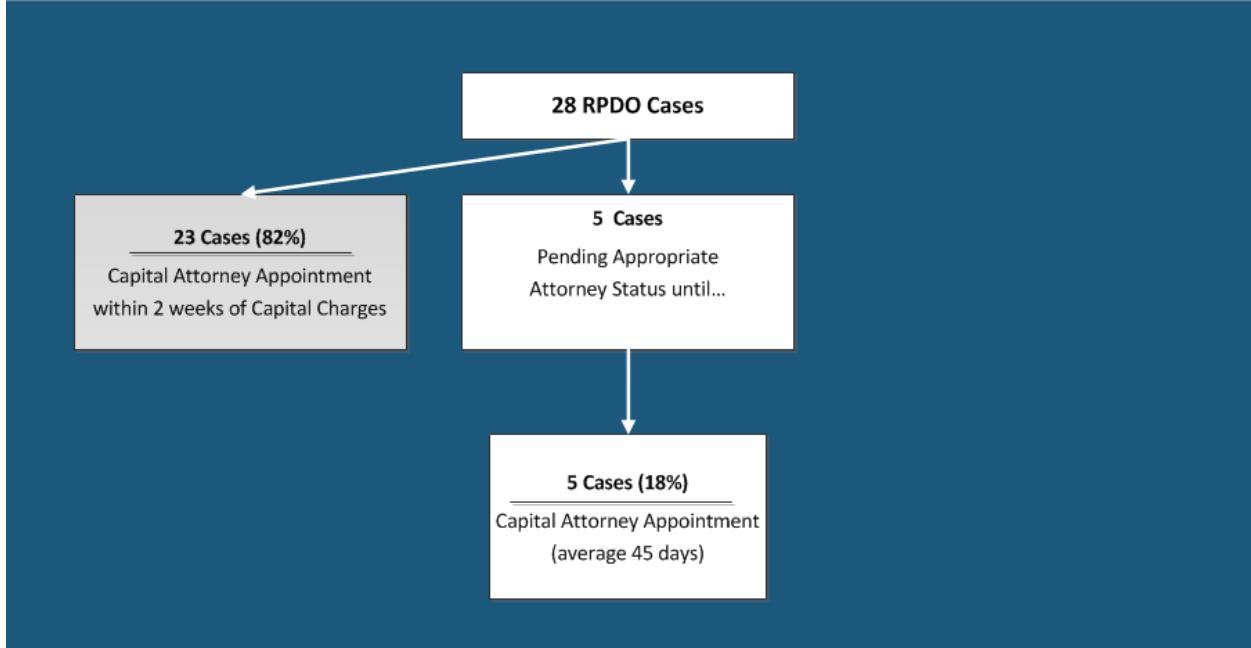 28 RPDO Cases
23 Cases (82%)
Capital Attorney Appointment
within 2 weeks of Capital Charges
5 Cases
Pending Appropriate
Attorney Status until...
5 Cases (18%)
Capital Attorney Appointment
(average 45 days)